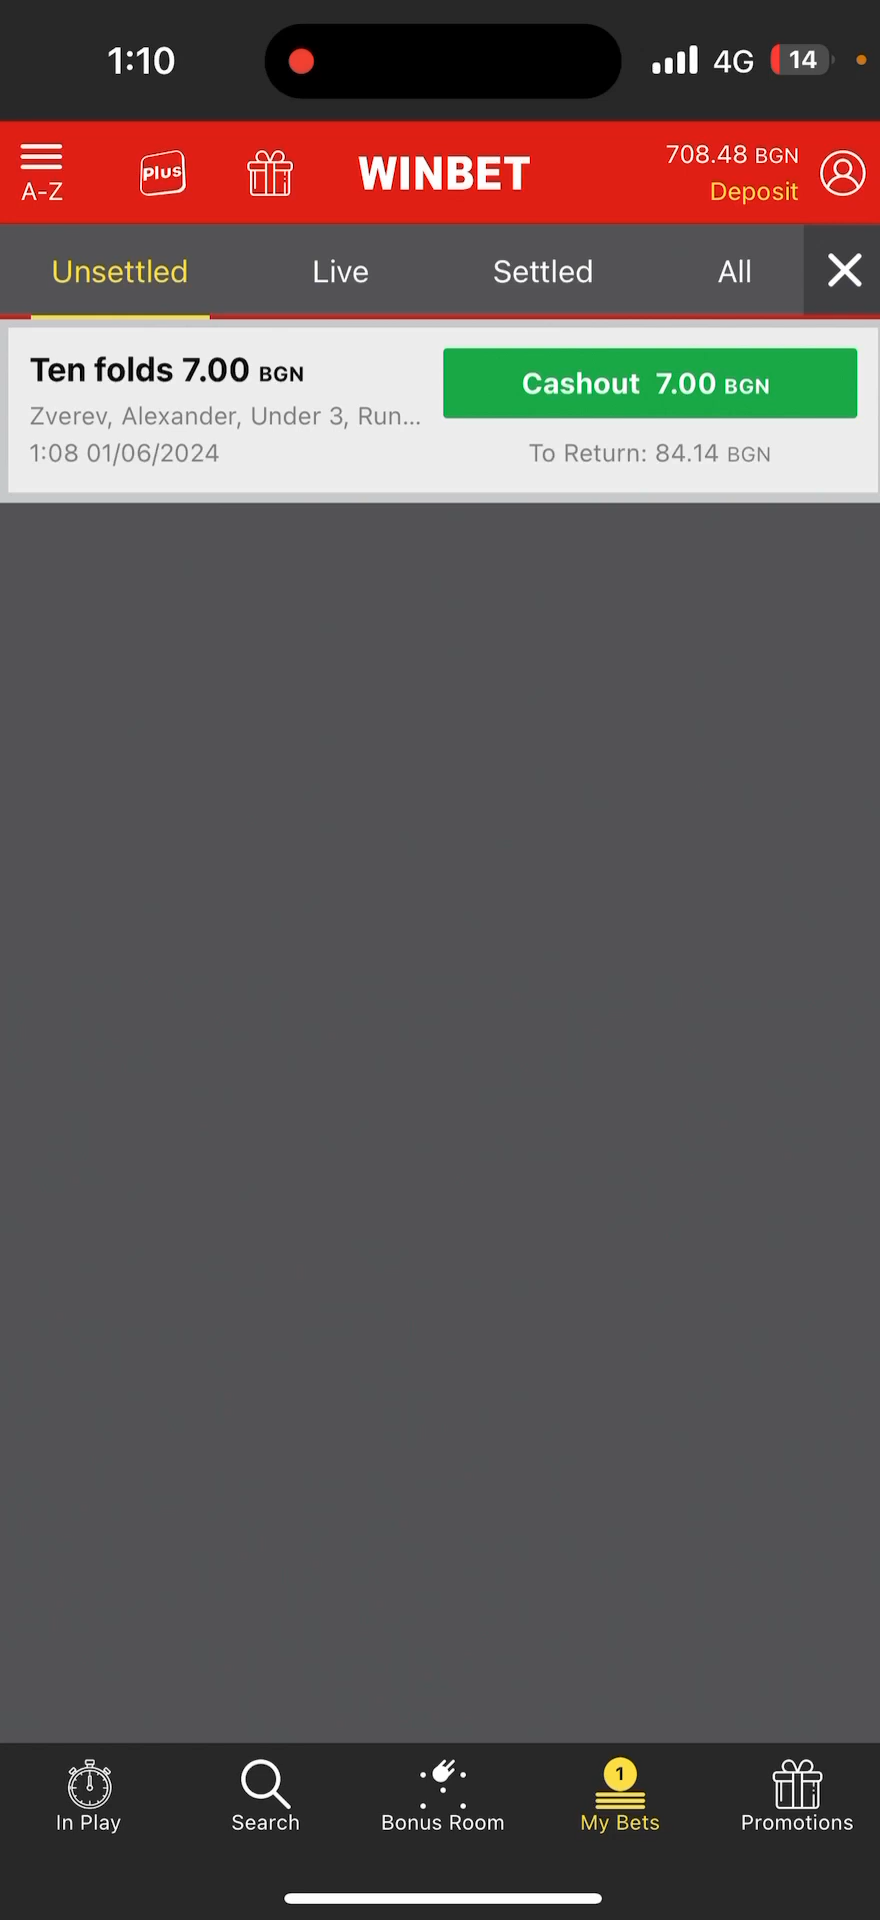 1:10
4G
14
A-Z
Plus
WINBET
708.48 BGN
Deposit
Unsettled
Live
Settled
All
Ten folds 7.00 BGN
Cashout 7.00 BGN
Zverev, Alexander, Under 3, Run...
1:08 01/06/2024
To Return: 84.14 BGN
1
In Play
Search
Bonus Room
My Bets
Promotions